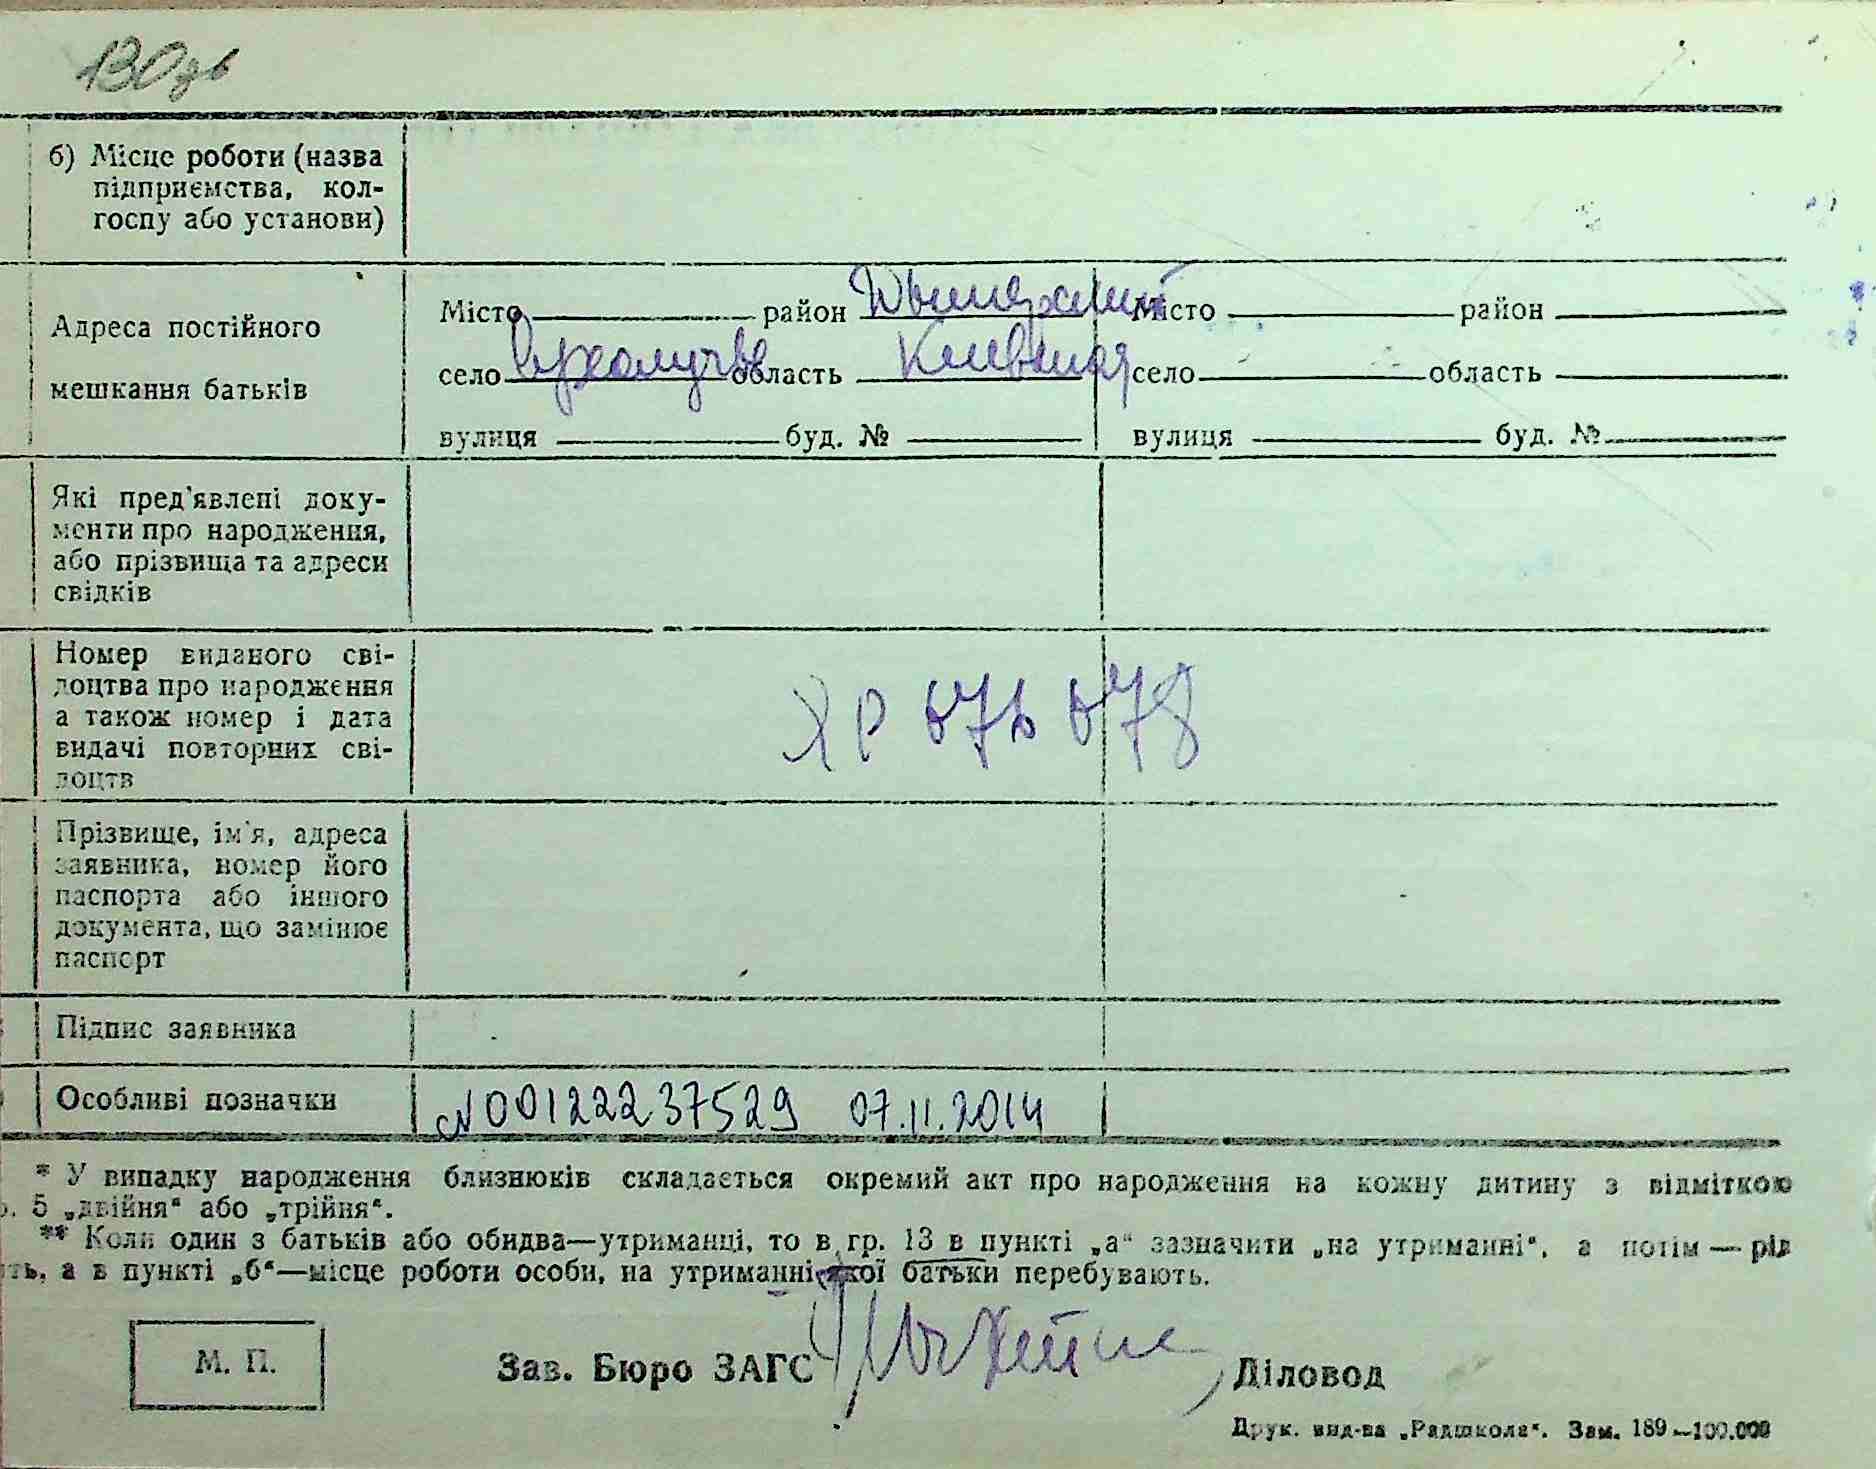 130зв
б) Місце роботи (назва
підприємства, кол-
госпу або установи)
Адреса постійного
мешкання батьків
Місто район Дымерский Місто район
село Сухолучье область Киевская село область
вулиця буд. № вулиця буд. №
Які пред'явлені доку-
менти про народження,
або прізвища та адреси
свідків
Номер виданого сві-
доцтва про народження
а також номер і дата
видачі повторних сві-
доцтв
Прізвище, ім'я, адреса
заявника, номер його
паспорта або іншого
документа, що замінює
паспорт
Підпис заявника
Особливі позначки
№00122237529 07.11.2014
* У випадку народження близнюків складається окремий акт про народження на кожну дитину з відміткою
5 „двійня“ або „трійня“.
** Коли один з батьків або обидва—утриманці, то в гр. 13 в пункті „а“ зазначити „на утриманні“, а потім — рід
ть, а в пункті „б“—місце роботи особи, на утриманні якої батьки перебувають.
М. П.
Зав. Бюро ЗАГС
Діловод
Друк. вид-ва „Радшкола“. Зам. 189—100.000